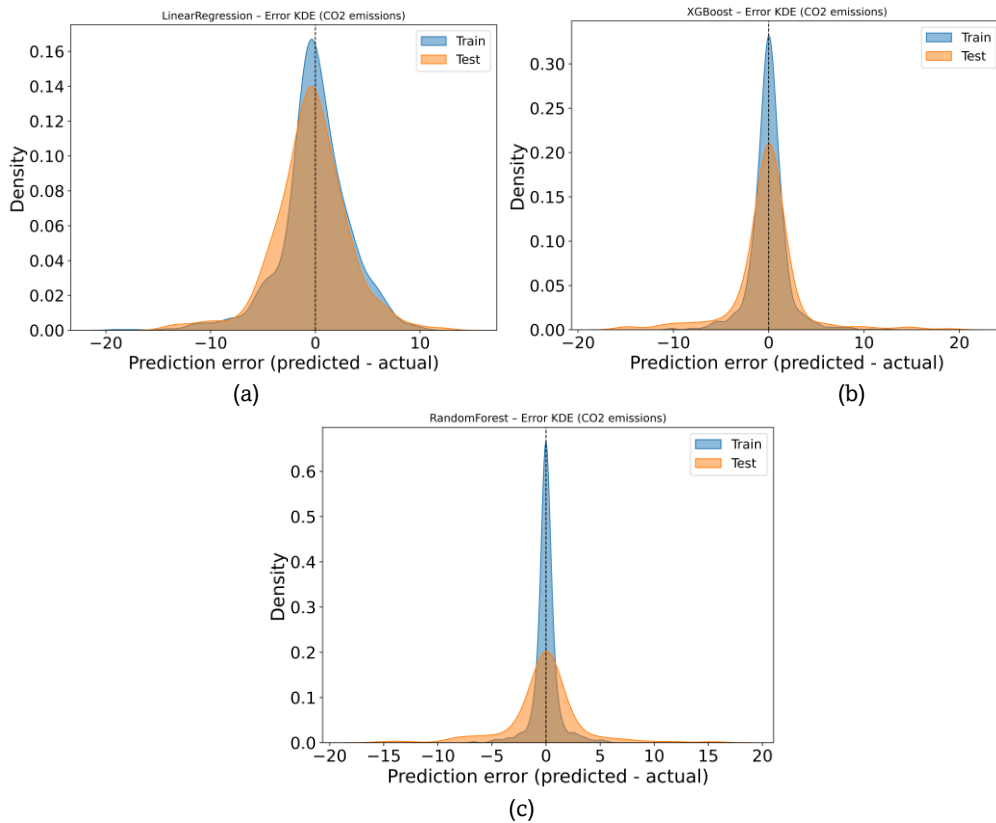 LinearRegression – Error KDE (CO2 emissions)
Train
Test
0.16
0.14
0.12
0.10
0.08
0.06
0.04
0.02
0.00
Density
−20
−10
0
10
Prediction error (predicted - actual)
(a)
XGBoost – Error KDE (CO2 emissions)
Train
Test
0.30
0.25
0.20
0.15
0.10
0.05
0.00
Density
−20
−10
0
10
20
Prediction error (predicted - actual)
(b)
RandomForest – Error KDE (CO2 emissions)
Train
Test
0.6
0.5
0.4
0.3
0.2
0.1
0.0
Density
−20
−15
−10
−5
0
5
10
15
20
Prediction error (predicted - actual)
(c)